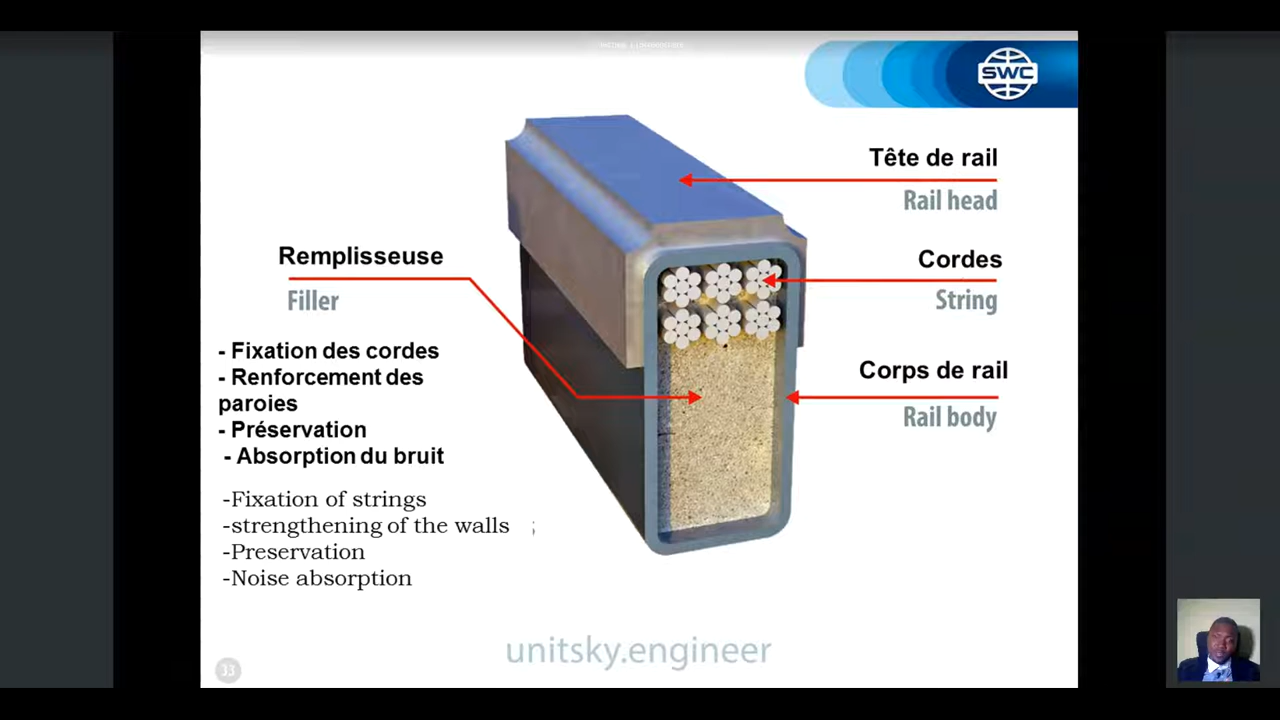 SWC
Tête de rail
Rail head
Remplisseuse
Filler
Cordes
String
- Fixation des cordes
- Renforcement des
paroies
- Préservation
- Absorption du bruit
Corps de rail
Rail body
-Fixation of strings
-strengthening of the walls
-Preservation
-Noise absorption
unitsky.engineer
33